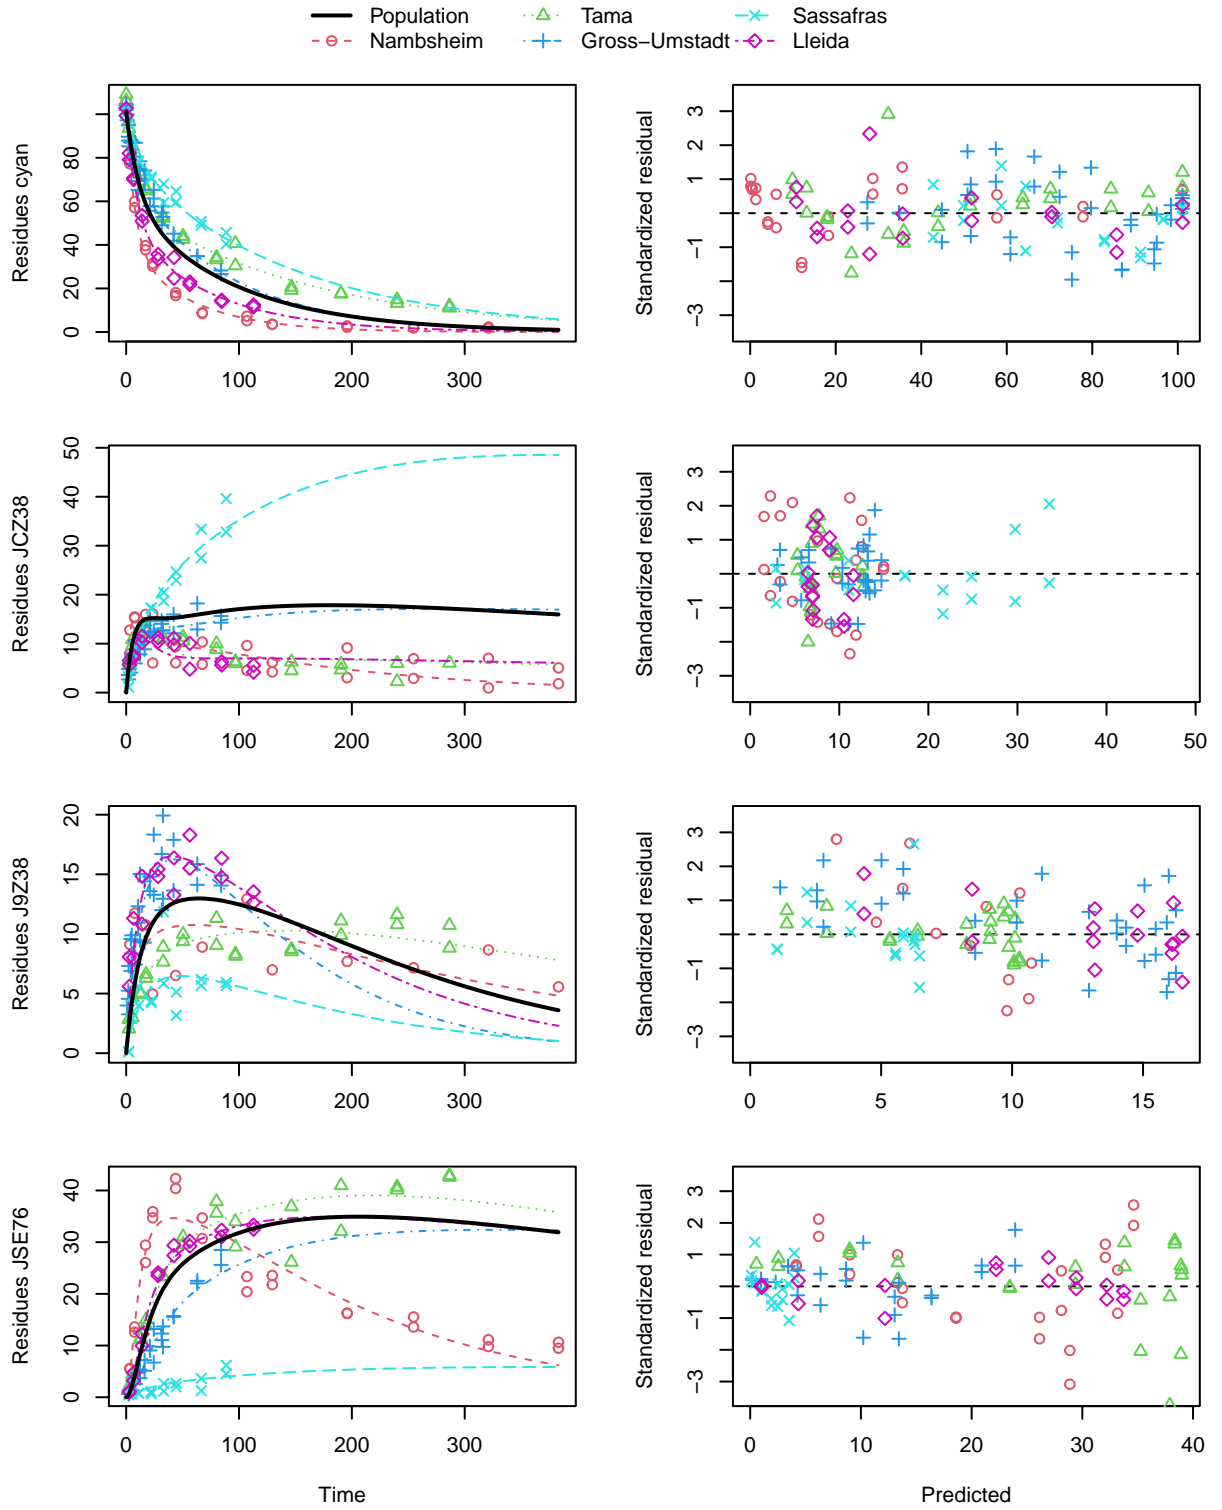 Population Tama Sassafras
Nambsheim Gross−Umstadt Lleida
Residues cyan
0 20 40 60 80
0 100 200 300
Standardized residual
−3 −1 1 2 3
0 20 40 60 80 100
Residues JCZ38
0 10 20 30 40 50
0 100 200 300
Standardized residual
−3 −1 1 2 3
0 10 20 30 40 50
Residues J9Z38
0 5 10 15 20
0 100 200 300
Standardized residual
−3 −1 1 2 3
0 5 10 15
Residues JSE76
0 10 20 30 40
0 100 200 300
Standardized residual
−3 −1 1 2 3
0 10 20 30 40
Time Predicted